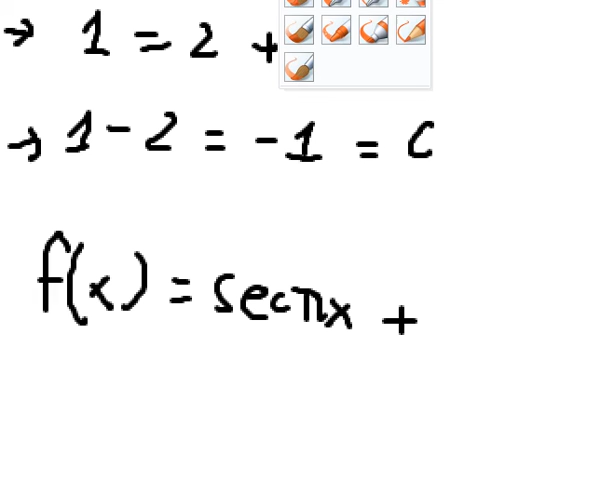 → 1 = 2 +
→ 1 - 2 = -1 = C
f(x) = secπx +